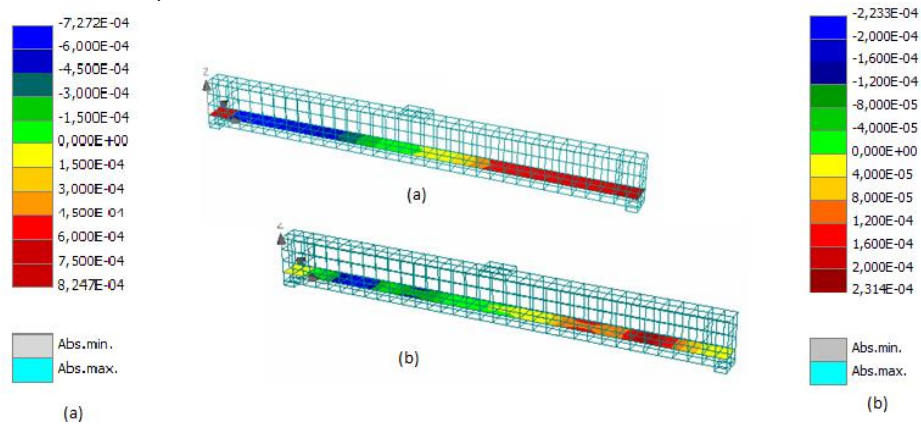 -7,272E-04
-6,000E-04
-4,500E-04
-3,000E-04
-1,500E-04
0,000E+00
1,500E-04
3,000E-04
4,500E-04
6,000E-04
7,500E-04
8,247E-04
Abs.min.
Abs.max.
(a)
Z
(a)
Z
(b)
-2,233E-04
-2,000E-04
-1,600E-04
-1,200E-04
-8,000E-05
-4,000E-05
0,000E+00
4,000E-05
8,000E-05
1,200E-04
1,600E-04
2,000E-04
2,314E-04
Abs.min.
Abs.max.
(b)